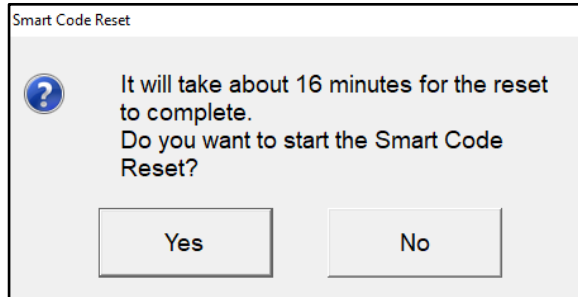 Smart Code Reset
It will take about 16 minutes for the reset
to complete.
Do you want to start the Smart Code
Reset?
Yes
No